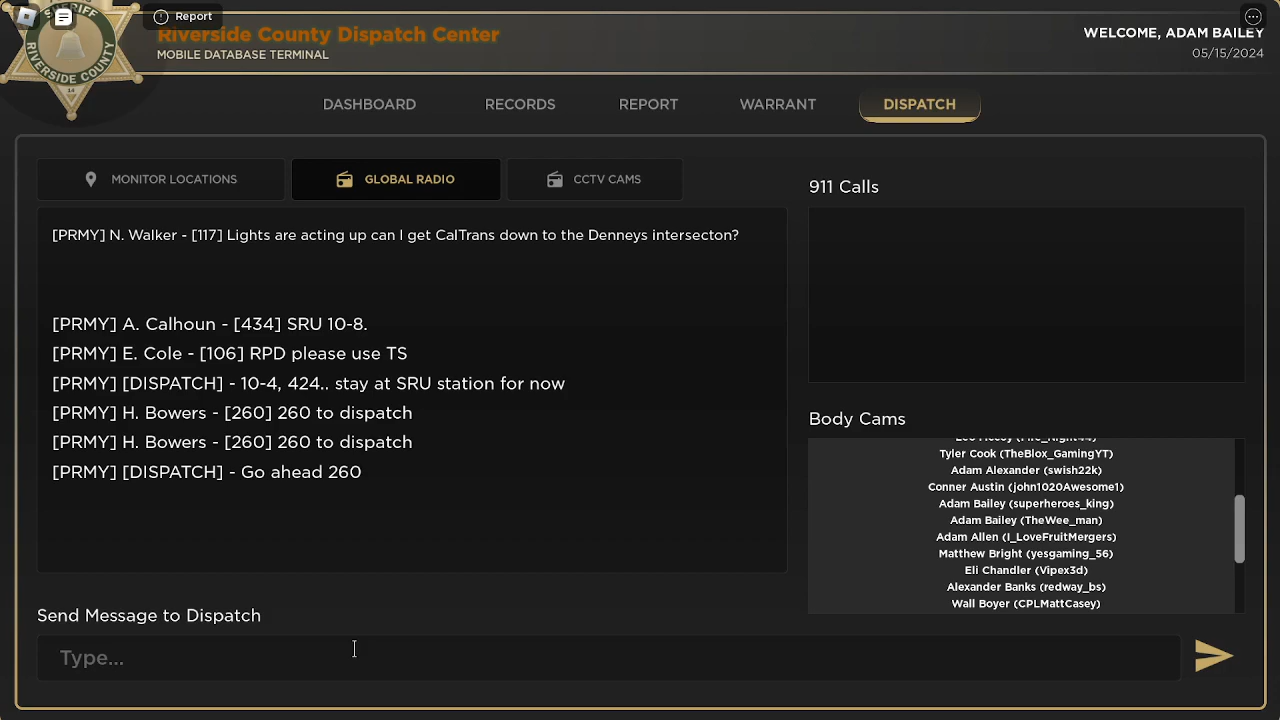 Report
SHERIFF
RIVERSIDE COUNTY
Riverside County Dispatch Center
MOBILE DATABASE TERMINAL
WELCOME, ADAM BAILEY
05/15/2024
DASHBOARD
RECORDS
REPORT
WARRANT
DISPATCH
MONITOR LOCATIONS
GLOBAL RADIO
CCTV CAMS
[PRMY] N. Walker - [117] Lights are acting up can I get CalTrans down to the Denneys intersecton?
[PRMY] A. Calhoun - [434] SRU 10-8.
[PRMY] E. Cole - [106] RPD please use TS
[PRMY] [DISPATCH] - 10-4, 424.. stay at SRU station for now
[PRMY] H. Bowers - [260] 260 to dispatch
[PRMY] H. Bowers - [260] 260 to dispatch
[PRMY] [DISPATCH] - Go ahead 260
911 Calls
Body Cams
Leo McCoy (Fire_Night44)
Tyler Cook (TheBlox_GamingYT)
Adam Alexander (swish22k)
Conner Austin (john1020Awesome1)
Adam Bailey (superheroes_king)
Adam Bailey (TheWee_man)
Adam Allen (I_LoveFruitMergers)
Matthew Bright (yesgaming_56)
Eli Chandler (Vipex3d)
Alexander Banks (redway_bs)
Wall Boyer (CPLMattCasey)
Send Message to Dispatch
Type...